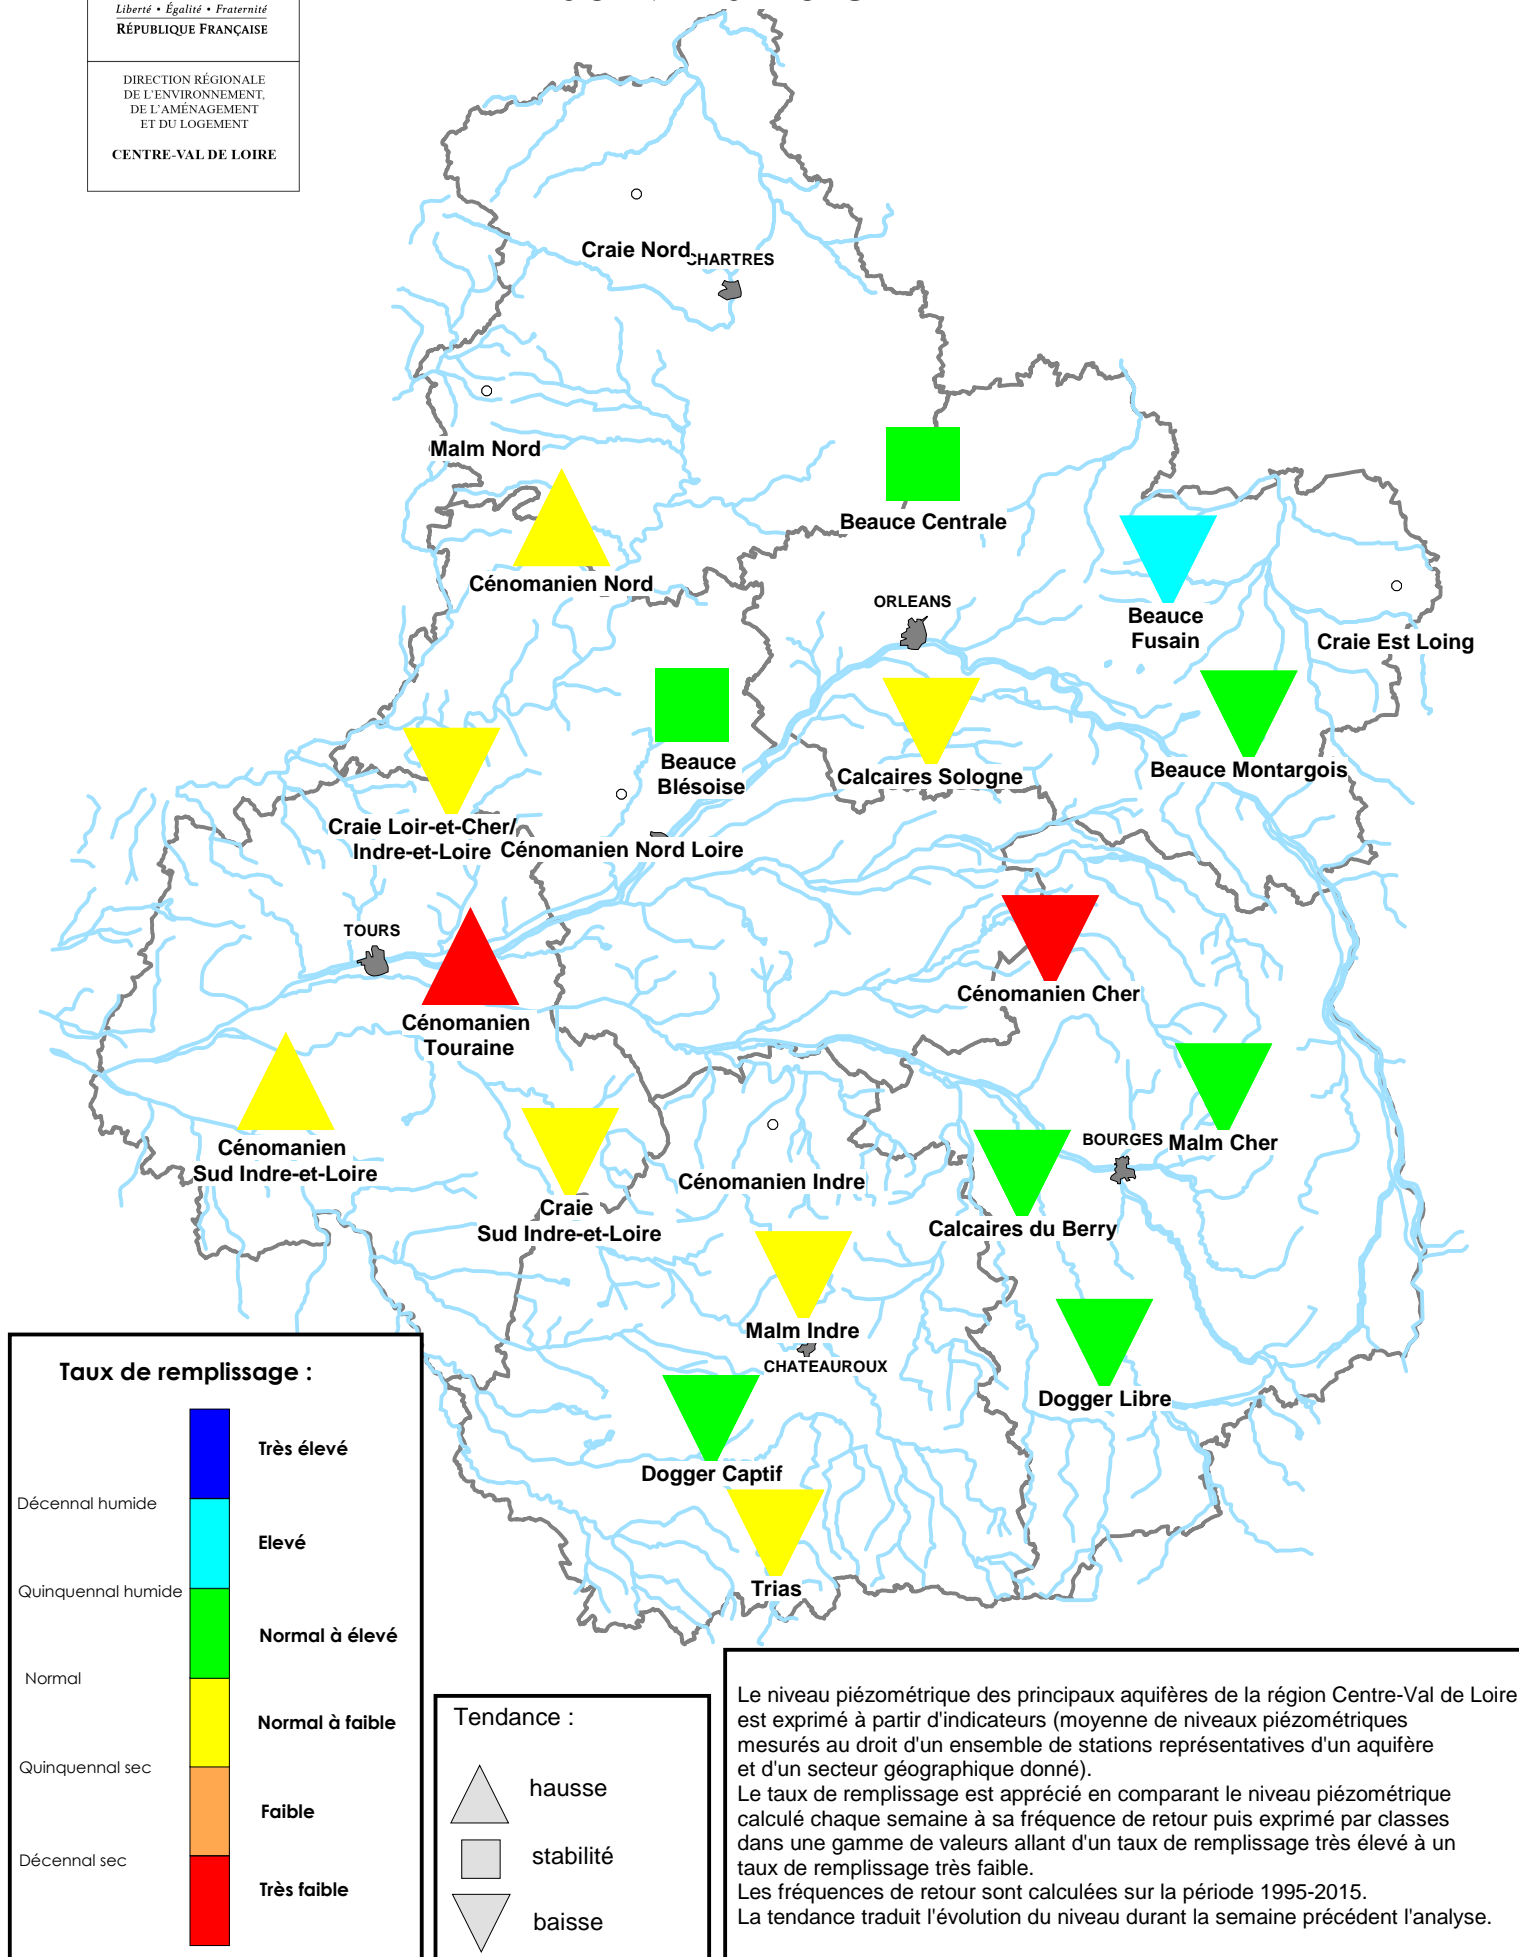 Liberté • Égalité • Fraternité
RÉPUBLIQUE FRANÇAISE
DIRECTION RÉGIONALE
DE L'ENVIRONNEMENT,
DE L'AMÉNAGEMENT
ET DU LOGEMENT
CENTRE-VAL DE LOIRE
Craie Nord
CHARTRES
Malm Nord
Beauce Centrale
Cénomanien Nord
ORLEANS
Beauce
Fusain
Craie Est Loing
Beauce
Blésoise
Calcaires Sologne
Beauce Montargois
Craie Loir-et-Cher/
Indre-et-Loire
Cénomanien Nord Loire
TOURS
Cénomanien
Touraine
Cénomanien Cher
Cénomanien
Sud Indre-et-Loire
Craie
Sud Indre-et-Loire
Cénomanien Indre
BOURGES
Malm Cher
Calcaires du Berry
Malm Indre
CHATEAUROUX
Dogger Libre
Dogger Captif
Trias
Taux de remplissage :
Très élevé
Décennal humide
Elevé
Quinquennal humide
Normal à élevé
Normal
Normal à faible
Quinquennal sec
Faible
Décennal sec
Très faible
Tendance :
hausse
stabilité
baisse
Le niveau piézométrique des principaux aquifères de la région Centre-Val de Loire
est exprimé à partir d'indicateurs (moyenne de niveaux piézométriques
mesurés au droit d'un ensemble de stations représentatives d'un aquifère
et d'un secteur géographique donné).
Le taux de remplissage est apprécié en comparant le niveau piézométrique
calculé chaque semaine à sa fréquence de retour puis exprimé par classes
dans une gamme de valeurs allant d'un taux de remplissage très élevé à un
taux de remplissage très faible.
Les fréquences de retour sont calculées sur la période 1995-2015.
La tendance traduit l'évolution du niveau durant la semaine précédent l'analyse.